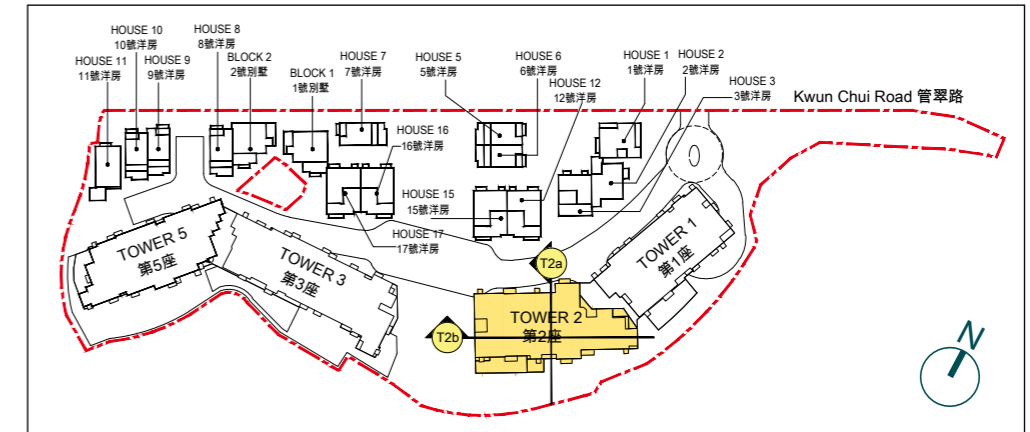 HOUSE 10
10號洋房
HOUSE 8
8號洋房
HOUSE 11
11號洋房
HOUSE 9
9號洋房
BLOCK 2
2號別墅
BLOCK 1
1號別墅
HOUSE 7
7號洋房
HOUSE 5
5號洋房
HOUSE 6
6號洋房
HOUSE 12
12號洋房
HOUSE 1
1號洋房
HOUSE 2
2號洋房
HOUSE 3
3號洋房
Kwun Chui Road 管翠路
HOUSE 16
16號洋房
HOUSE 15
15號洋房
HOUSE 17
17號洋房
TOWER 5
第5座
TOWER 3
第3座
TOWER 1
第1座
T2a
TOWER 2
第2座
T2b
N